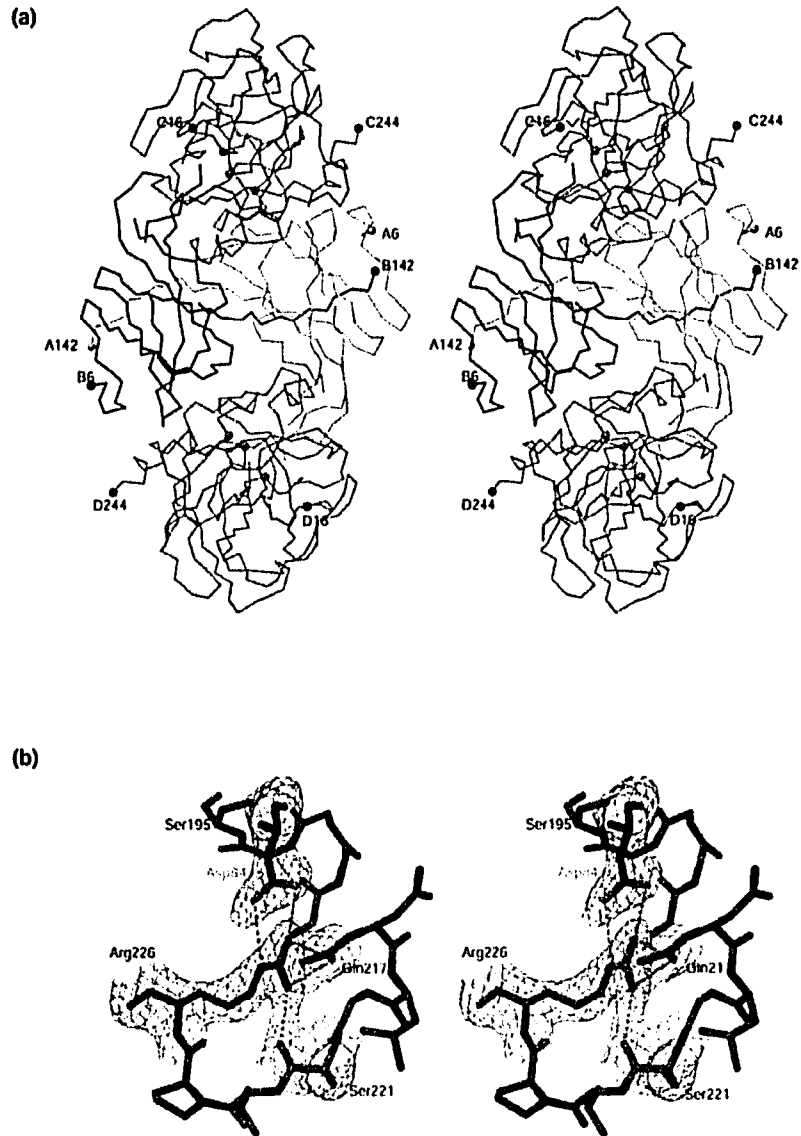 (a)
C16 C244 C16 C244
A6 A6
B142 B142
A142 A142
B6 B6
D244 D16 D244 D16
(b)
Ser195 Ser195
Arg226 Gln217 Arg226 Gln21
Ser221 Ser221